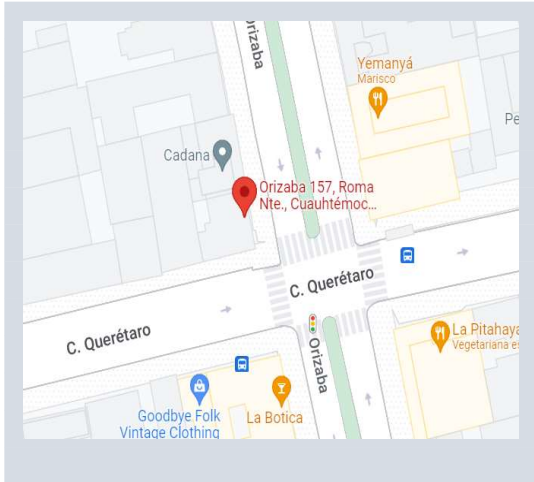 Orizaba
Yemanyá
Marisco
Pe
Cadana
Orizaba 157, Roma
Nte., Cuauhtémoc...
C. Querétaro
C. Querétaro
Orizaba
La Pitahaya
Vegetariana es
Goodbye Folk
Vintage Clothing
La Botica